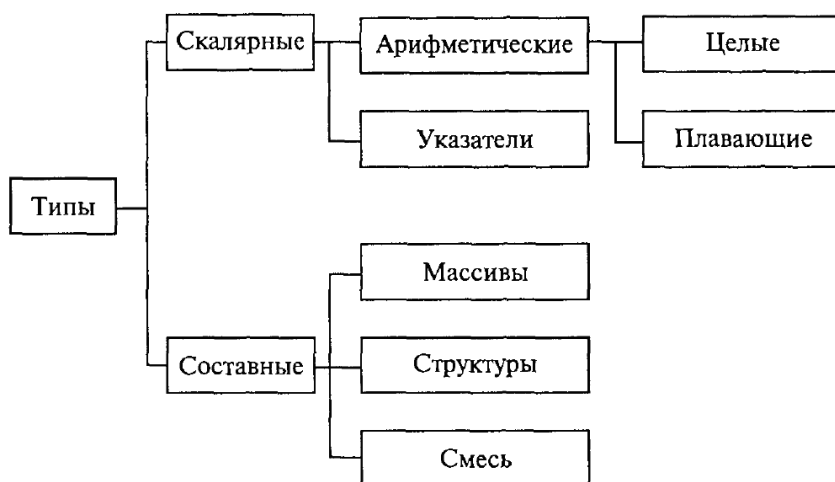 Скалярные
Арифметические
Целые
Указатели
Плавающие
Типы
Массивы
Составные
Структуры
Смесь